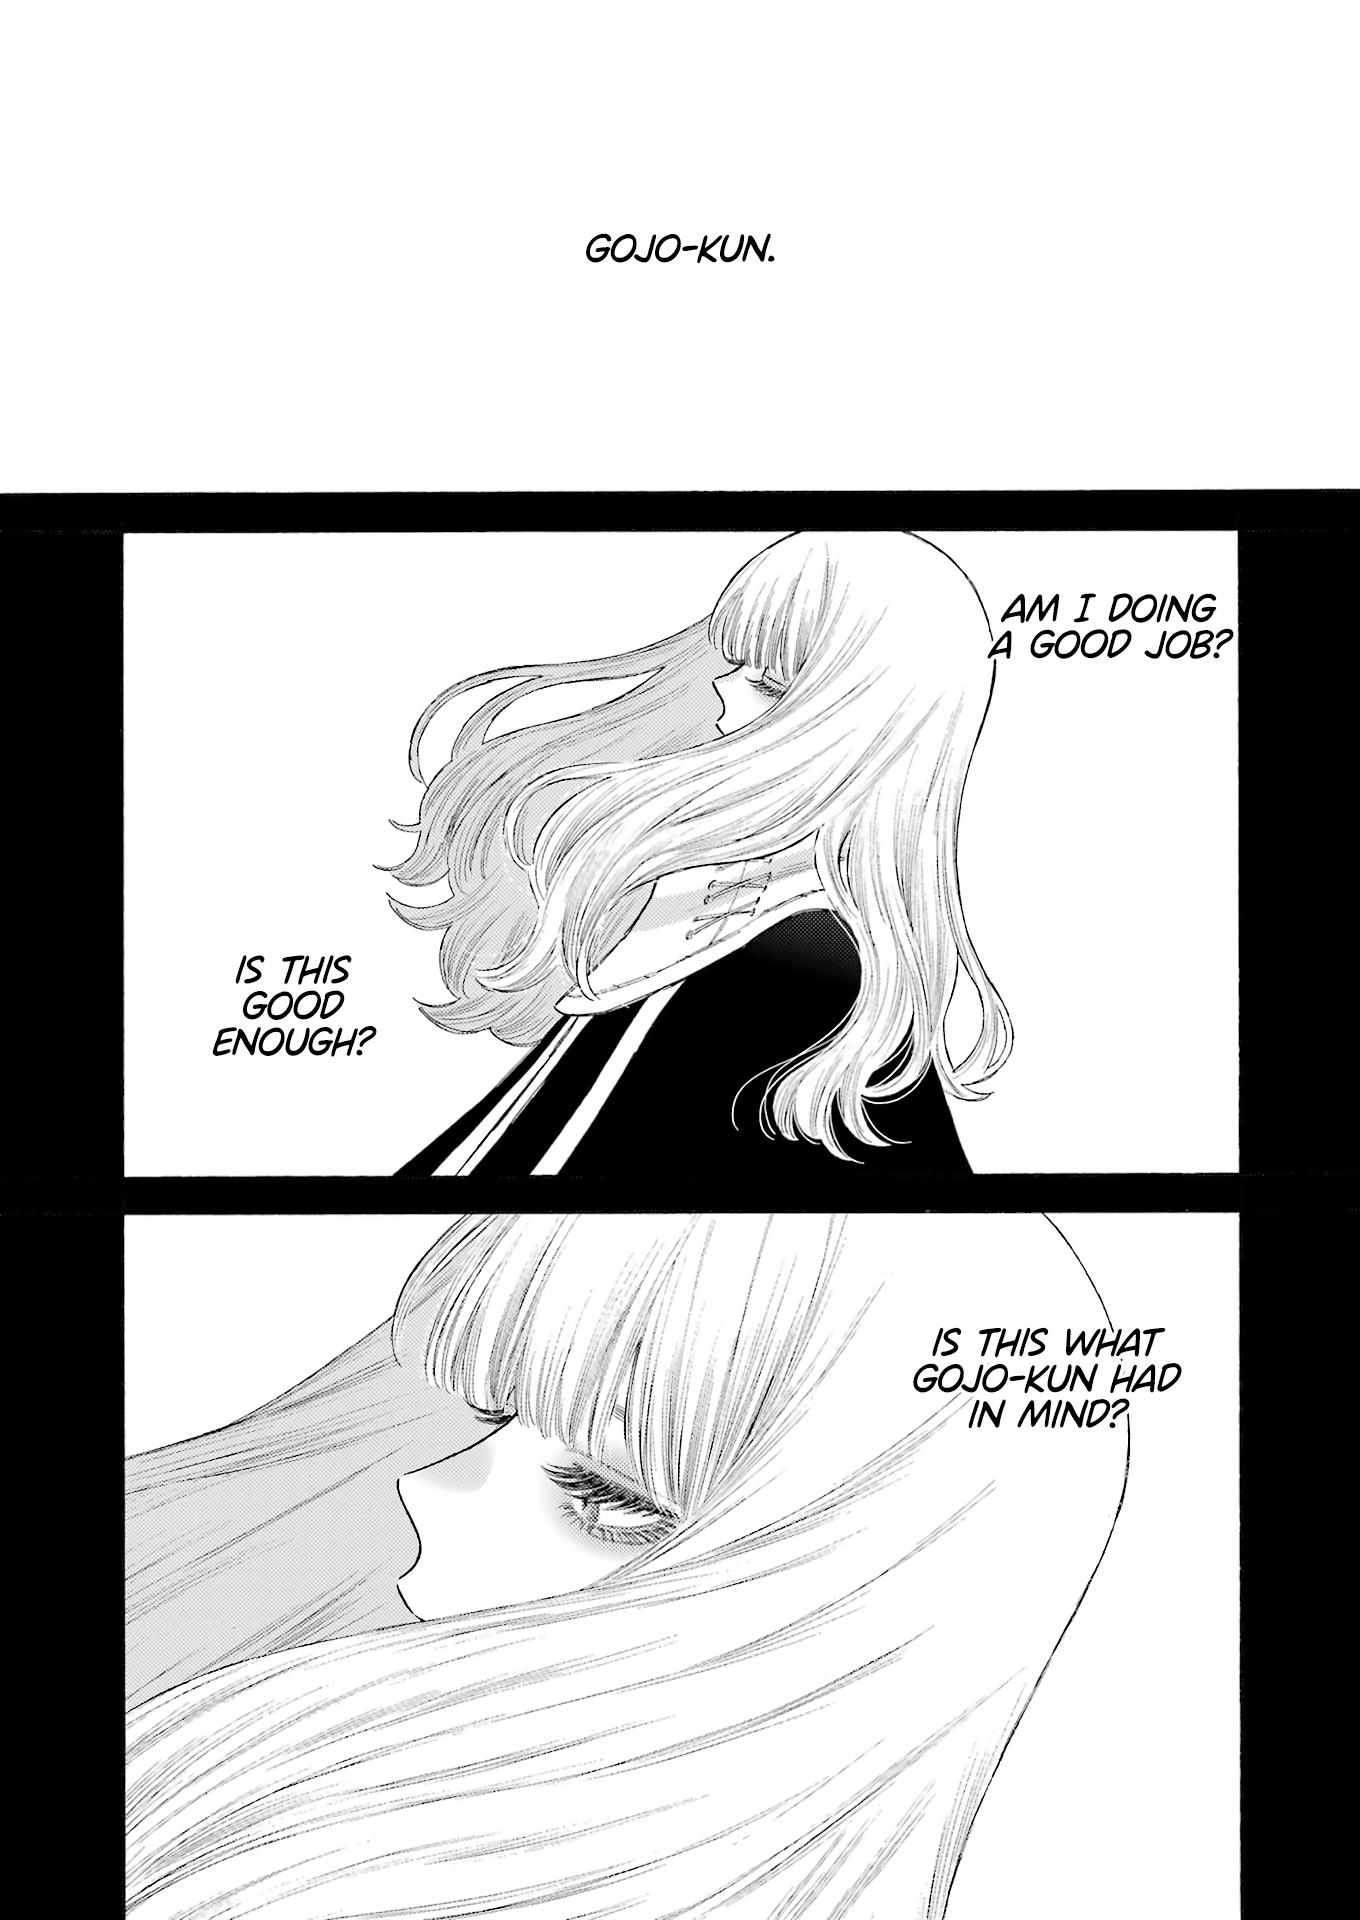 GOJO-KUN.
AM I DOING
A GOOD JOB?
IS THIS
GOOD
ENOUGH?
IS THIS WHAT
GOJO-KUN HAD
IN MIND?